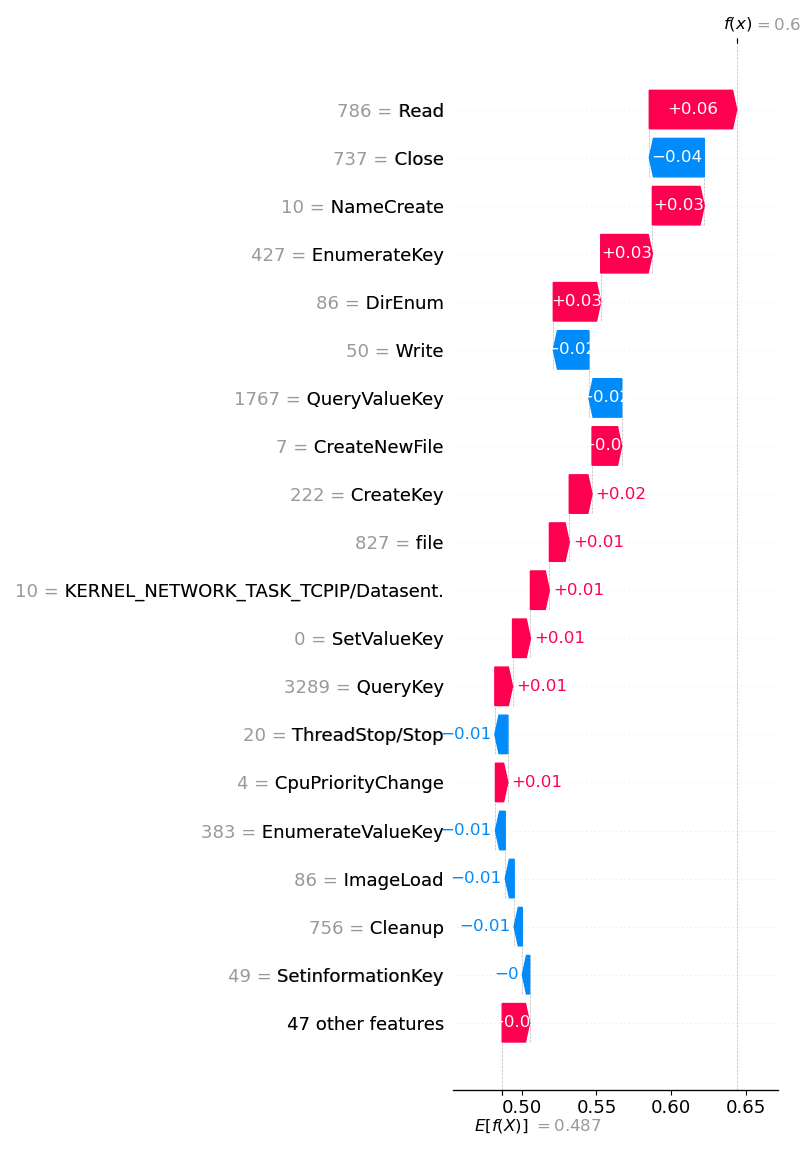 f(x) = 0.6
786 = Read +0.06
737 = Close −0.04
10 = NameCreate +0.03
427 = EnumerateKey +0.03
86 = DirEnum +0.03
50 = Write −0.02
1767 = QueryValueKey −0.02
7 = CreateNewFile
222 = CreateKey +0.02
827 = file +0.01
10 = KERNEL_NETWORK_TASK_TCPIP/Datasent. +0.01
0 = SetValueKey +0.01
3289 = QueryKey +0.01
20 = ThreadStop/Stop −0.01
4 = CpuPriorityChange +0.01
383 = EnumerateValueKey −0.01
86 = ImageLoad −0.01
756 = Cleanup −0.01
49 = SetinformationKey −0
47 other features
0.50 0.55 0.60 0.65
E[f(X)] = 0.487